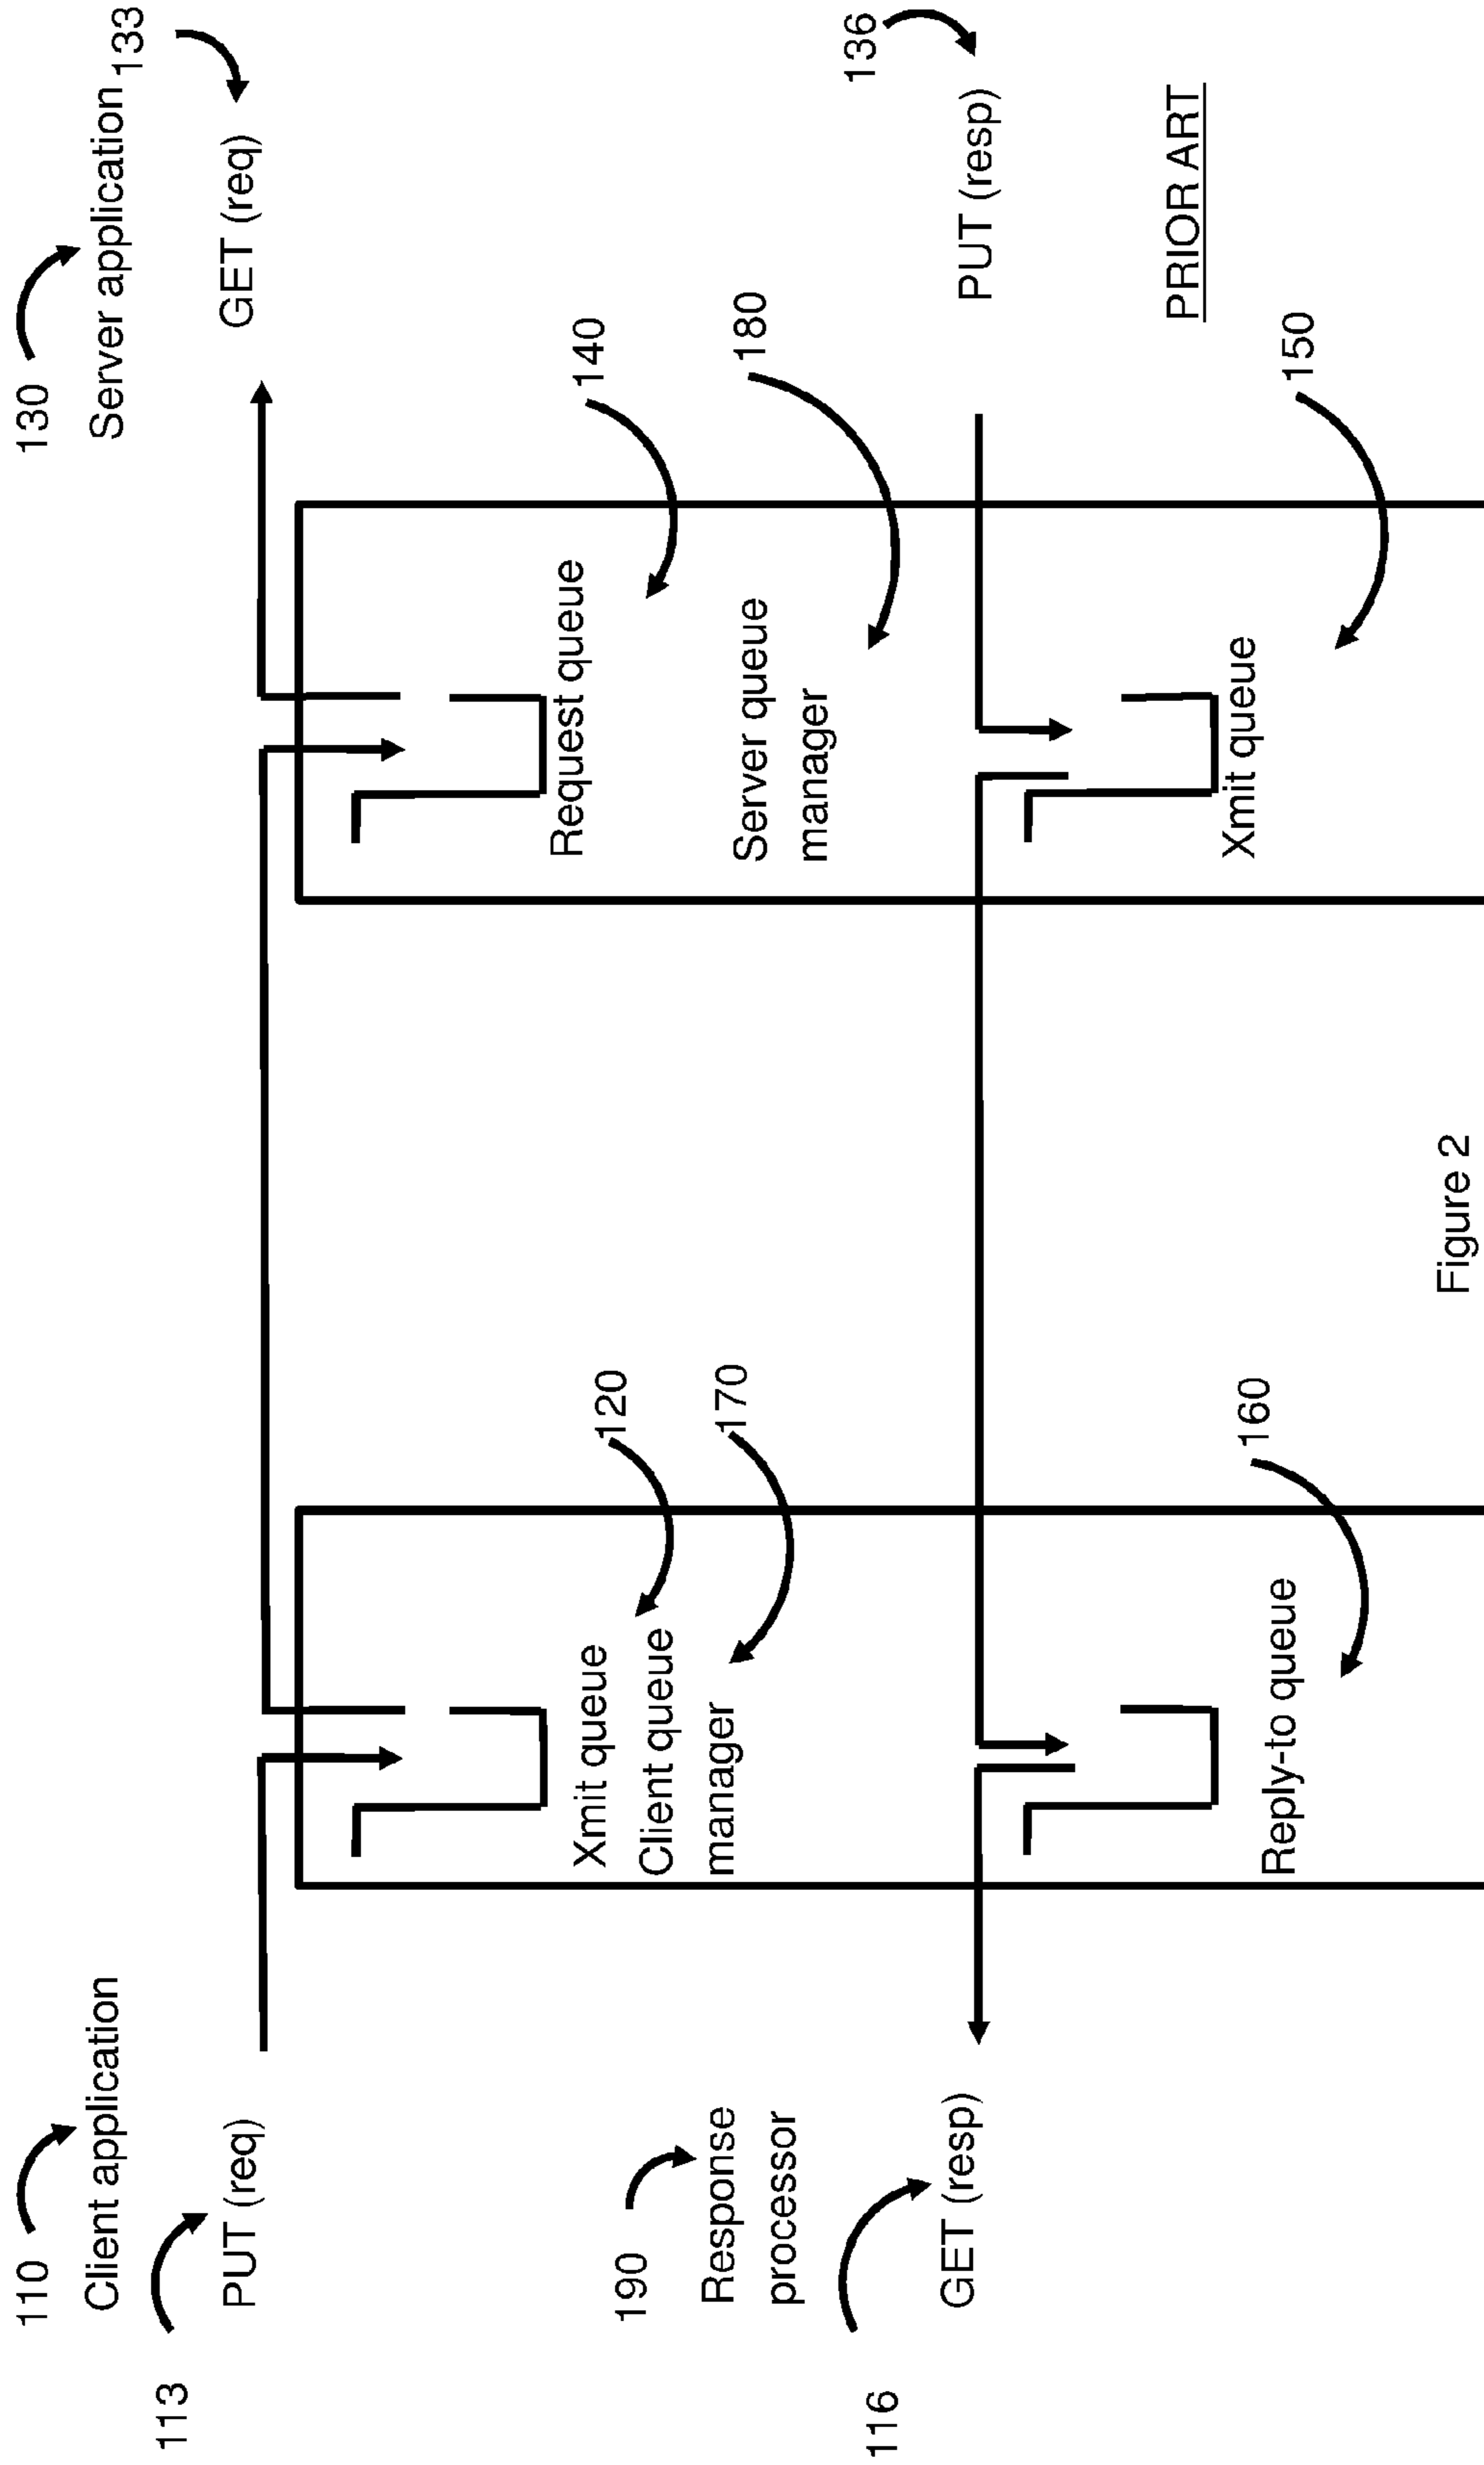 110
Client application
130
Server application
133
113
PUT (req)
GET (req)
Xmit queue
120
Client queue
manager
170
Request queue
140
Server queue
manager
180
190
Response
processor
116
GET (resp)
136
PUT (resp)
Reply-to queue
160
Xmit queue
150
PRIOR ART
Figure 2